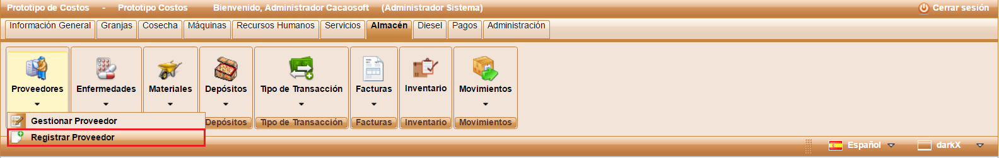 Prototipo de Costos - Prototipo Costos Bienvenido, Administrador Cacaosoft (Administrador Sistema) Cerrar sesión
Información General Granjas Cosecha Máquinas Recursos Humanos Servicios Almacén Diesel Pagos Administración
Proveedores Enfermedades Materiales Depósitos Tipo de Transacción Facturas Inventario Movimientos
Gestionar Proveedor Depósitos Tipo de Transacción Facturas Inventario Movimientos
Registrar Proveedor
Español darkX